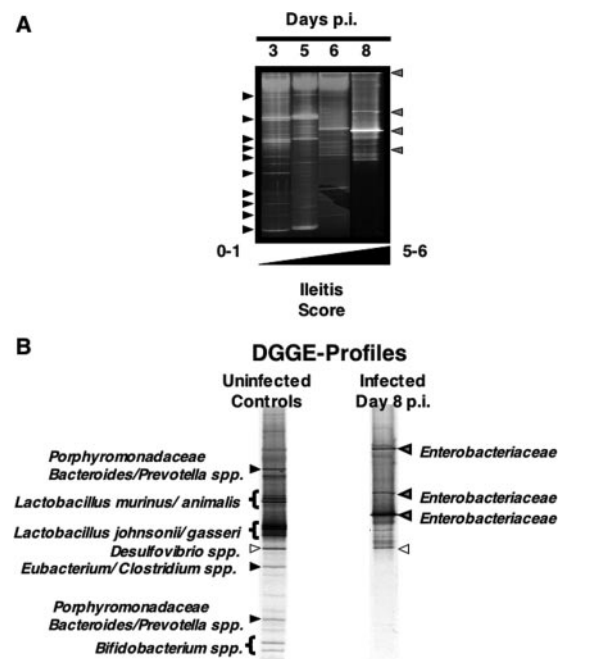 A
Days p.i.
3 5 6 8
0-1
5-6
Ileitis
Score
B
DGGE-Profiles
Uninfected
Controls
Infected
Day 8 p.i.
Porphyromonadaceae
Bacteroides/Prevotella spp.
Lactobacillus murinus/ animalis
Lactobacillus johnsonii/ gasseri
Desulfovibrio spp.
Eubacterium/ Clostridium spp.
Porphyromonadaceae
Bacteroides/Prevotella spp.
Bifidobacterium spp.
Enterobacteriaceae
Enterobacteriaceae
Enterobacteriaceae